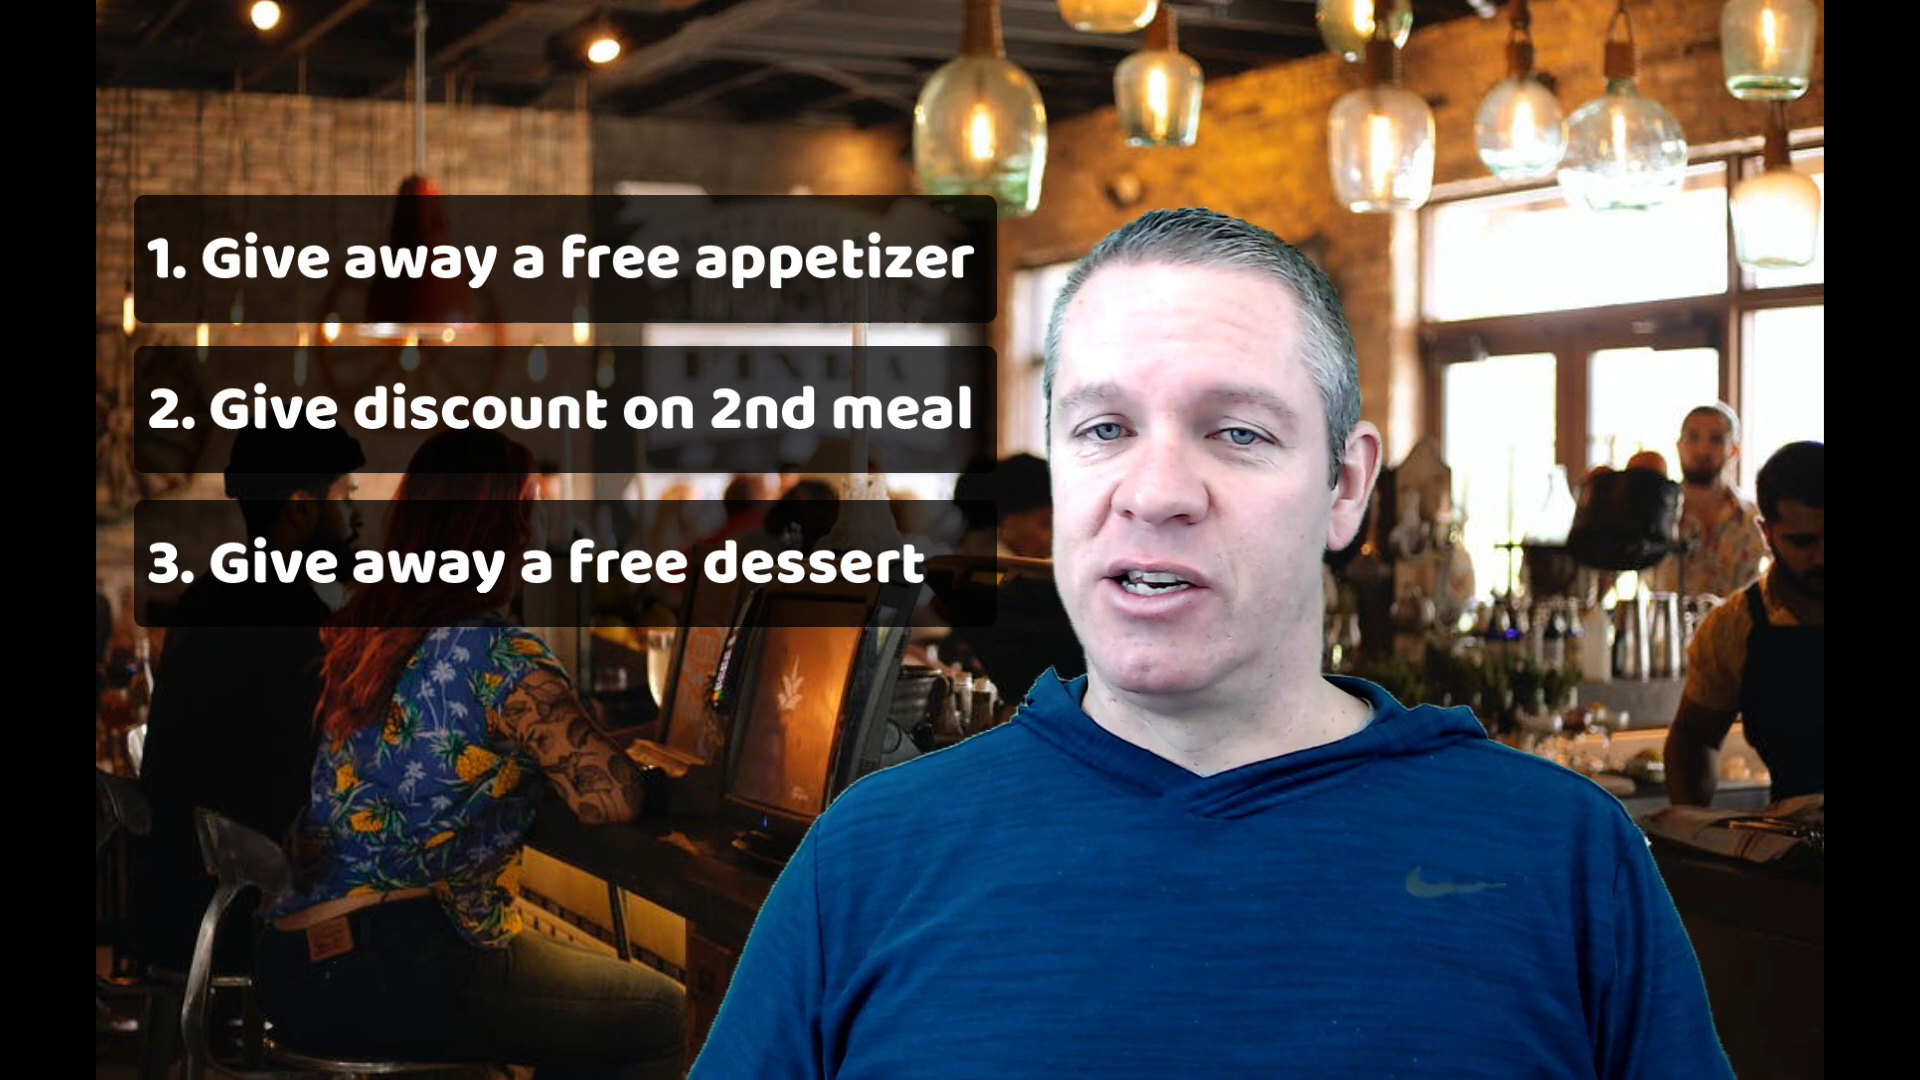 1. Give away a free appetizer
2. Give discount on 2nd meal
3. Give away a free dessert